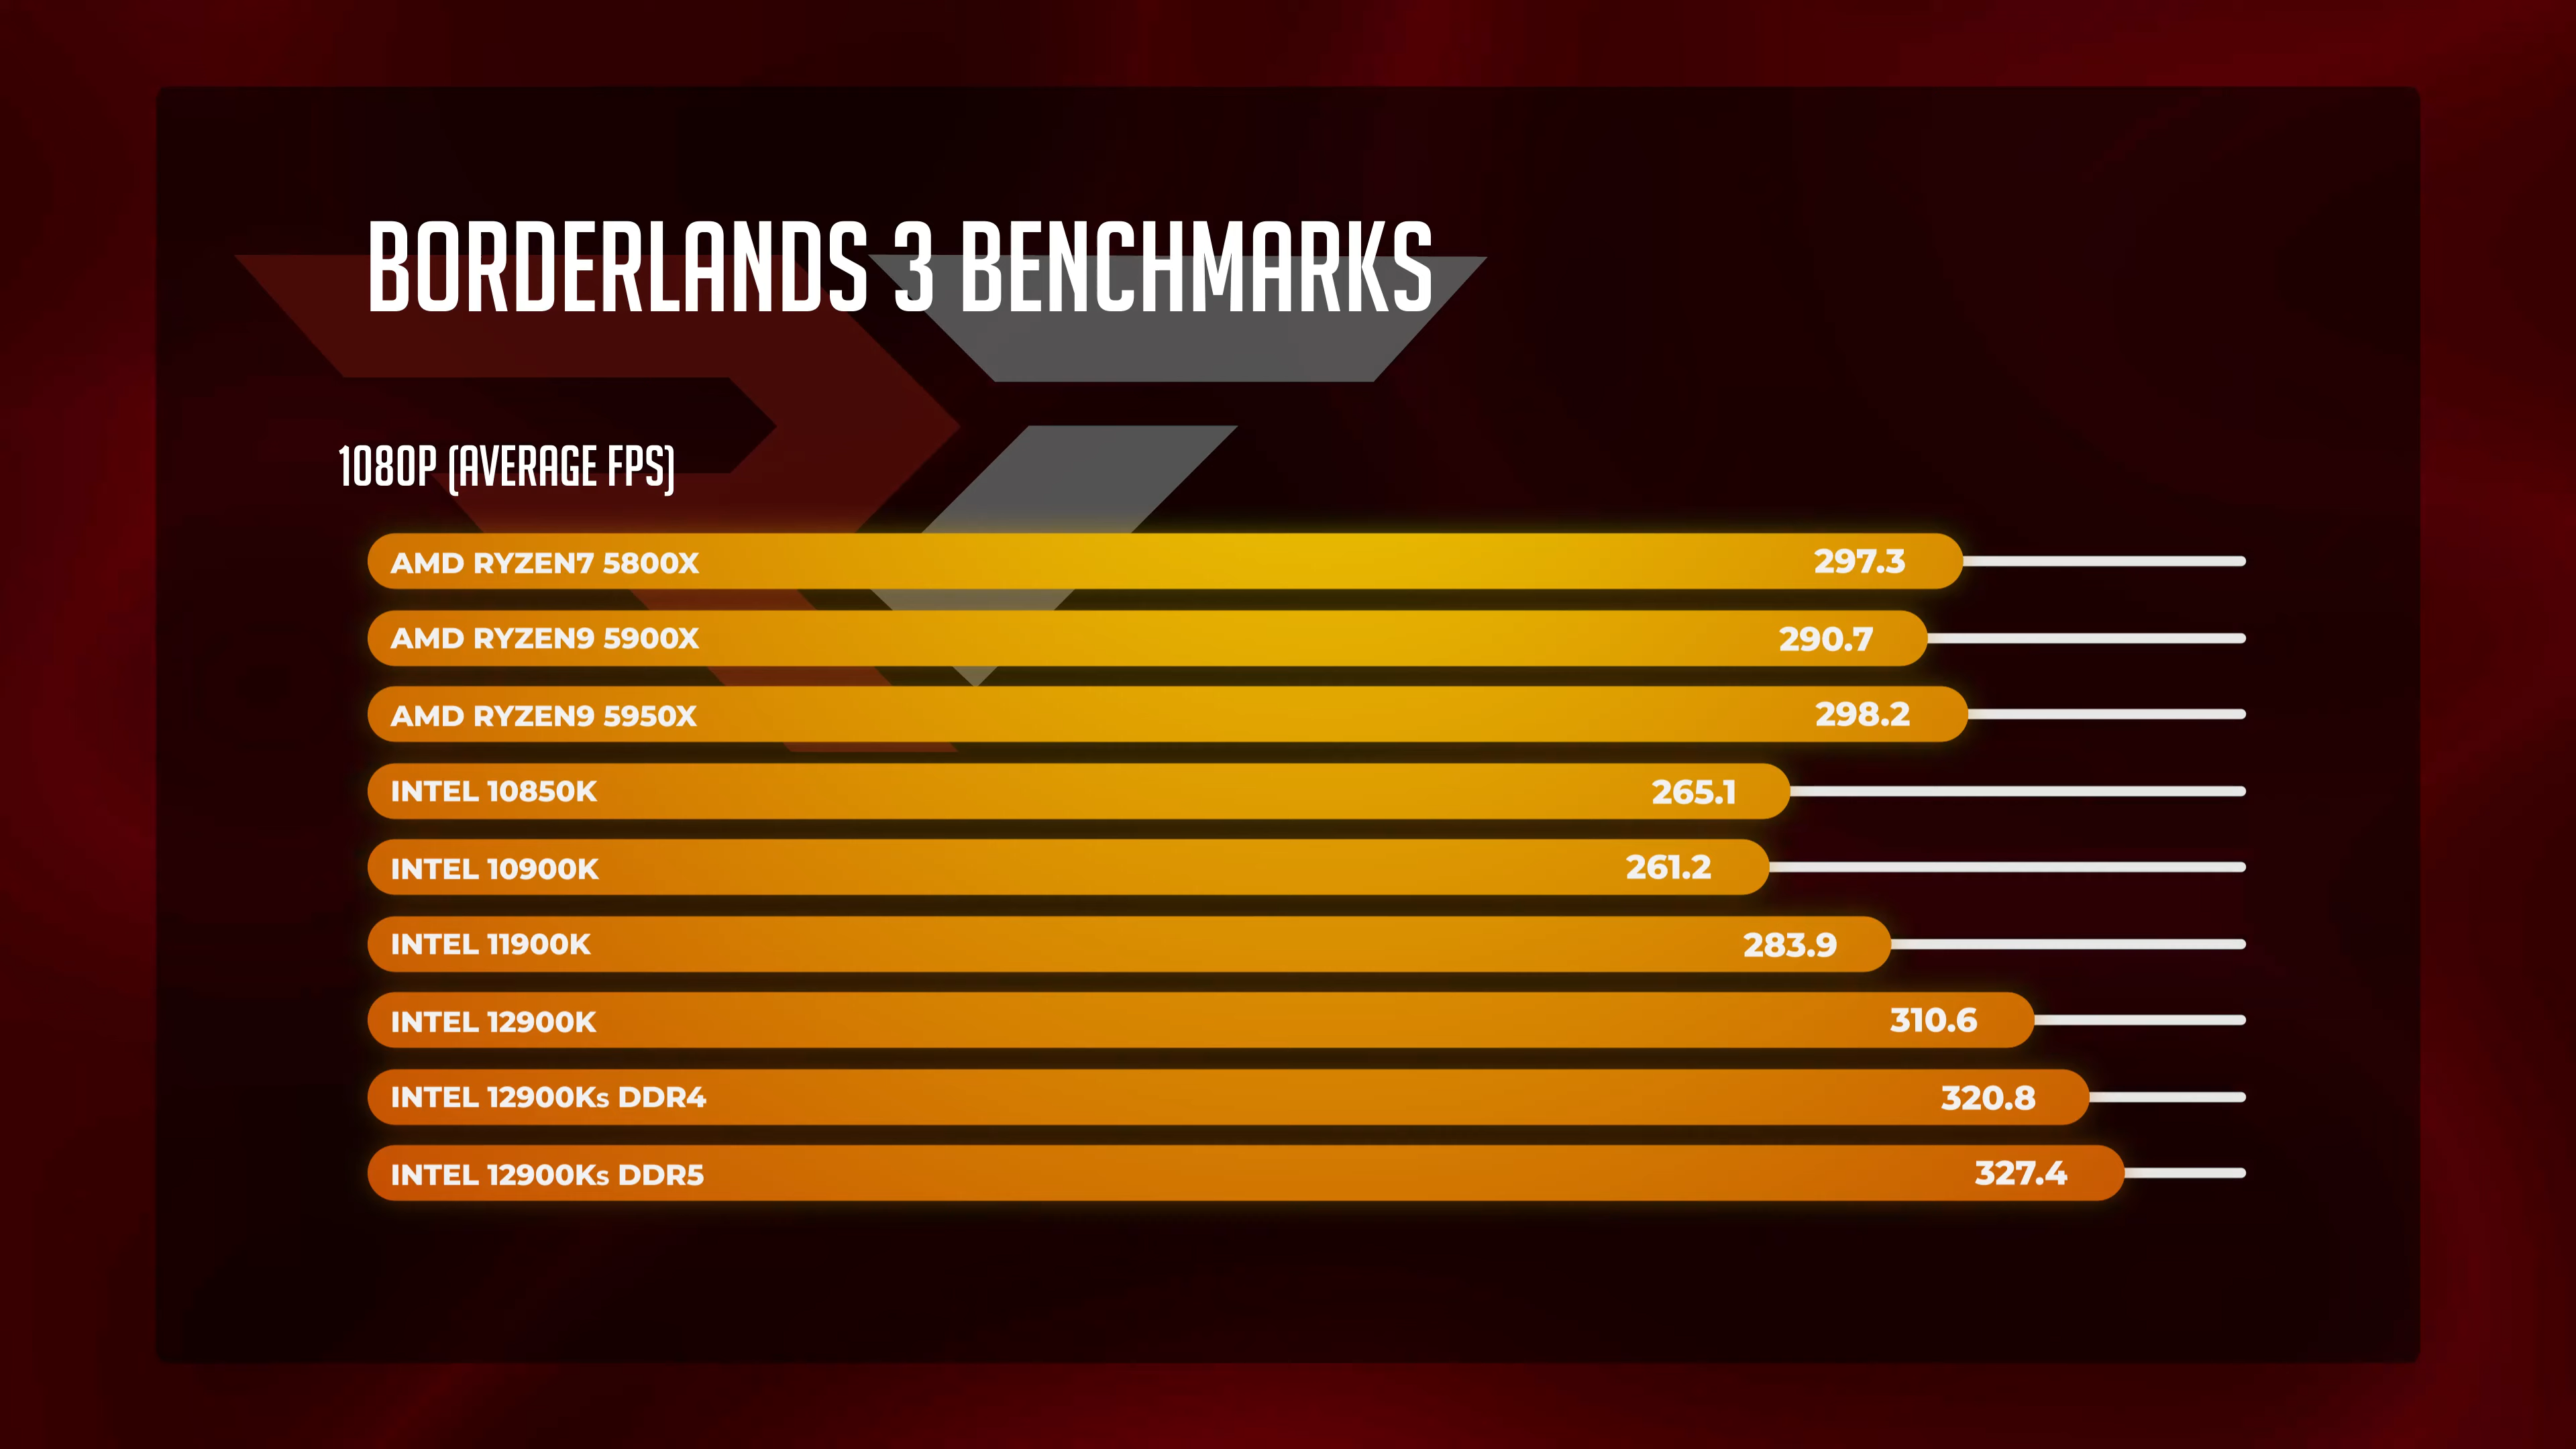 BORDERLANDS 3 BENCHMARKS
1080P (AVERAGE FPS)
AMD RYZEN7 5800X 297.3
AMD RYZEN9 5900X 290.7
AMD RYZEN9 5950X 298.2
INTEL 10850K 265.1
INTEL 10900K 261.2
INTEL 11900K 283.9
INTEL 12900K 310.6
INTEL 12900Ks DDR4 320.8
INTEL 12900Ks DDR5 327.4